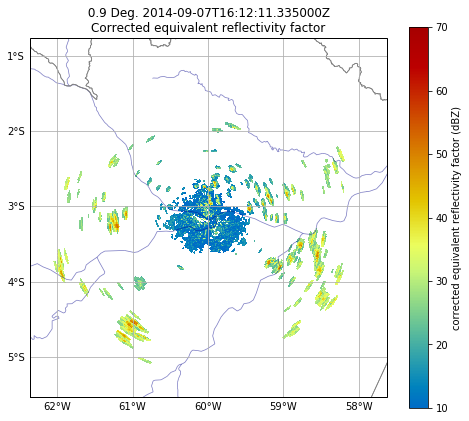 0.9 Deg. 2014-09-07T16:12:11.335000Z
Corrected equivalent reflectivity factor
1°S
2°S
3°S
4°S
5°S
62°W
61°W
60°W
59°W
58°W
70
60
50
40
30
20
10
corrected equivalent reflectivity factor (dBZ)